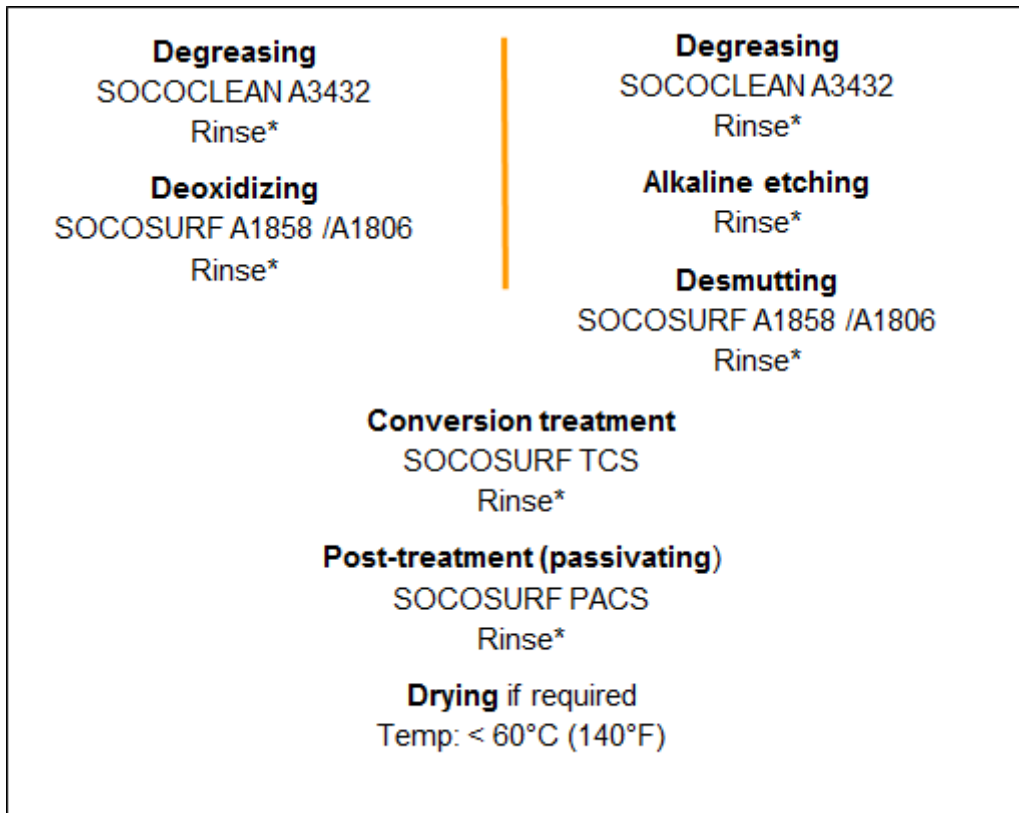 Degreasing
SOCOCLEAN A3432
Rinse*
Deoxidizing
SOCOSURF A1858 /A1806
Rinse*
Degreasing
SOCOCLEAN A3432
Rinse*
Alkaline etching
Rinse*
Desmutting
SOCOSURF A1858 /A1806
Rinse*
Conversion treatment
SOCOSURF TCS
Rinse*
Post-treatment (passivating)
SOCOSURF PACS
Rinse*
Drying if required
Temp: < 60°C (140°F)